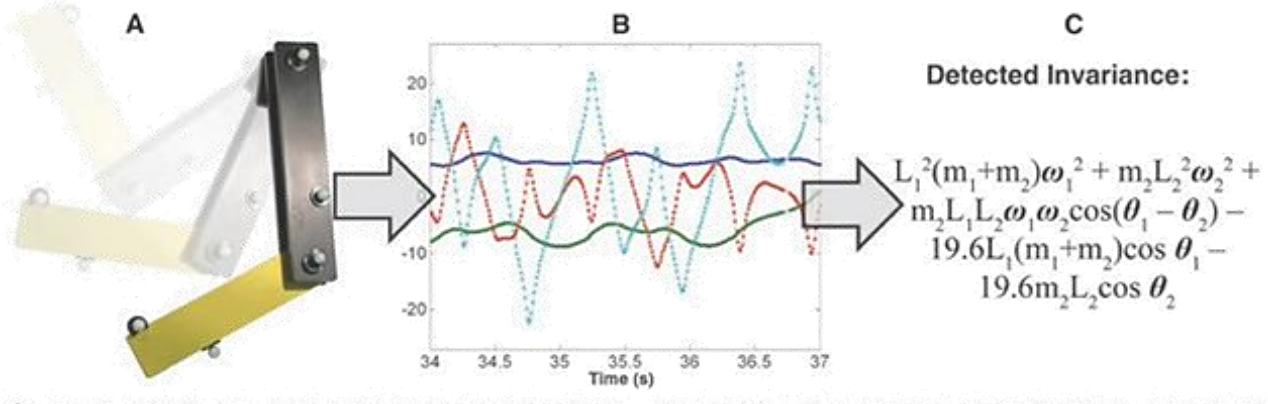 A
B
C
Detected Invariance:
20
10
-10
-20
34 34.5 35 35.5 36 36.5 37
Time (s)
L₁²(m₁+m₂)ω₁² + m₂L₂²ω₂² +
m₂L₁L₂ω₁ω₂cos(θ₁ – θ₂) –
19.6L₁(m₁+m₂)cos θ₁ –
19.6m₂L₂cos θ₂